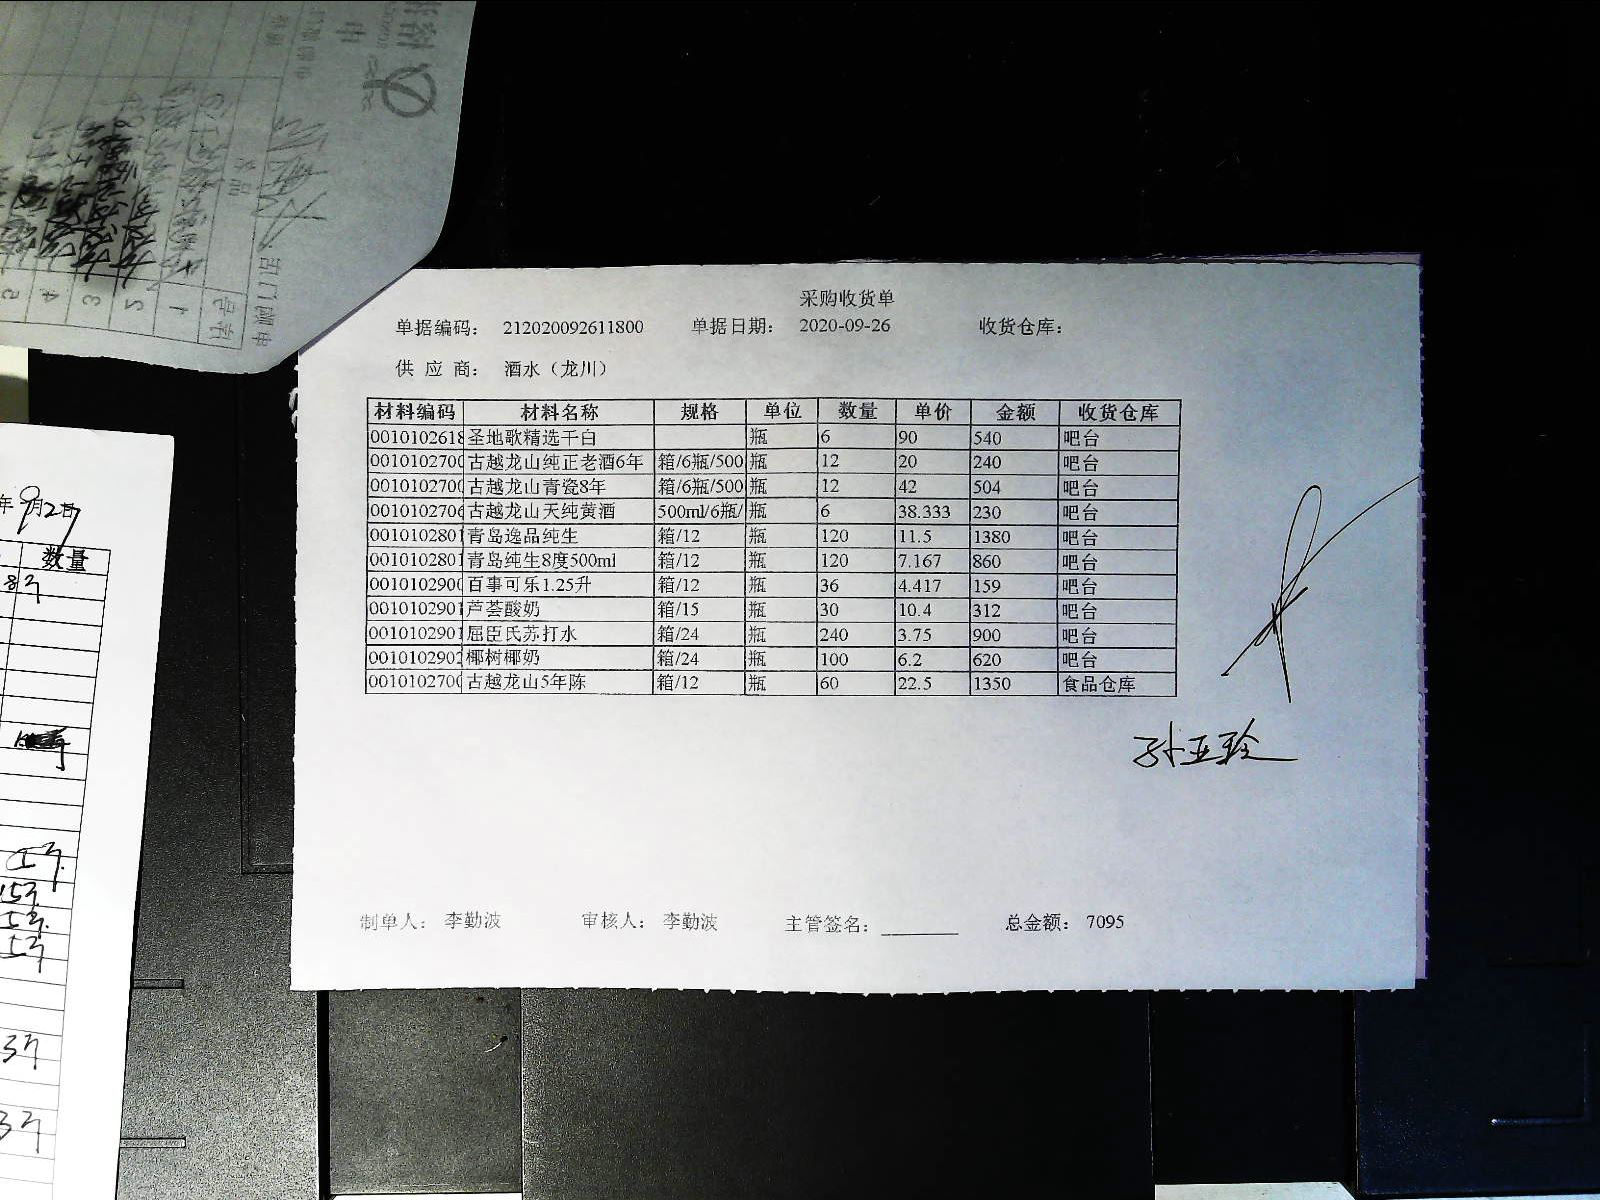 采购收货单
单据编码： 212020092611800 单据日期： 2020-09-26 收货仓库：
供 应 商： 酒水（龙川）
材料编码 材料名称 规格 单位 数量 单价 金额 收货仓库
0010102618 圣地歌精选干白 瓶 6 90 540 吧台
0010102700 古越龙山纯正老酒6年 箱/6瓶/500 瓶 12 20 240 吧台
0010102700 古越龙山青瓷8年 箱/6瓶/500 瓶 12 42 504 吧台
0010102706 古越龙山天纯黄酒 500ml/6瓶/ 瓶 6 38.333 230 吧台
0010102801 青岛逸品纯生 箱/12 瓶 120 11.5 1380 吧台
0010102801 青岛纯生8度500ml 箱/12 瓶 120 7.167 860 吧台
0010102900 百事可乐1.25升 箱/12 瓶 36 4.417 159 吧台
0010102901 芦荟酸奶 箱/15 瓶 30 10.4 312 吧台
0010102901 屈臣氏苏打水 箱/24 瓶 240 3.75 900 吧台
0010102902 椰树椰奶 箱/24 瓶 100 6.2 620 吧台
0010102700 古越龙山5年陈 箱/12 瓶 60 22.5 1350 食品仓库
孙亚玲
制单人： 李勤波 审核人： 李勤波 主管签名： 总金额： 7095
年9月27日
数量